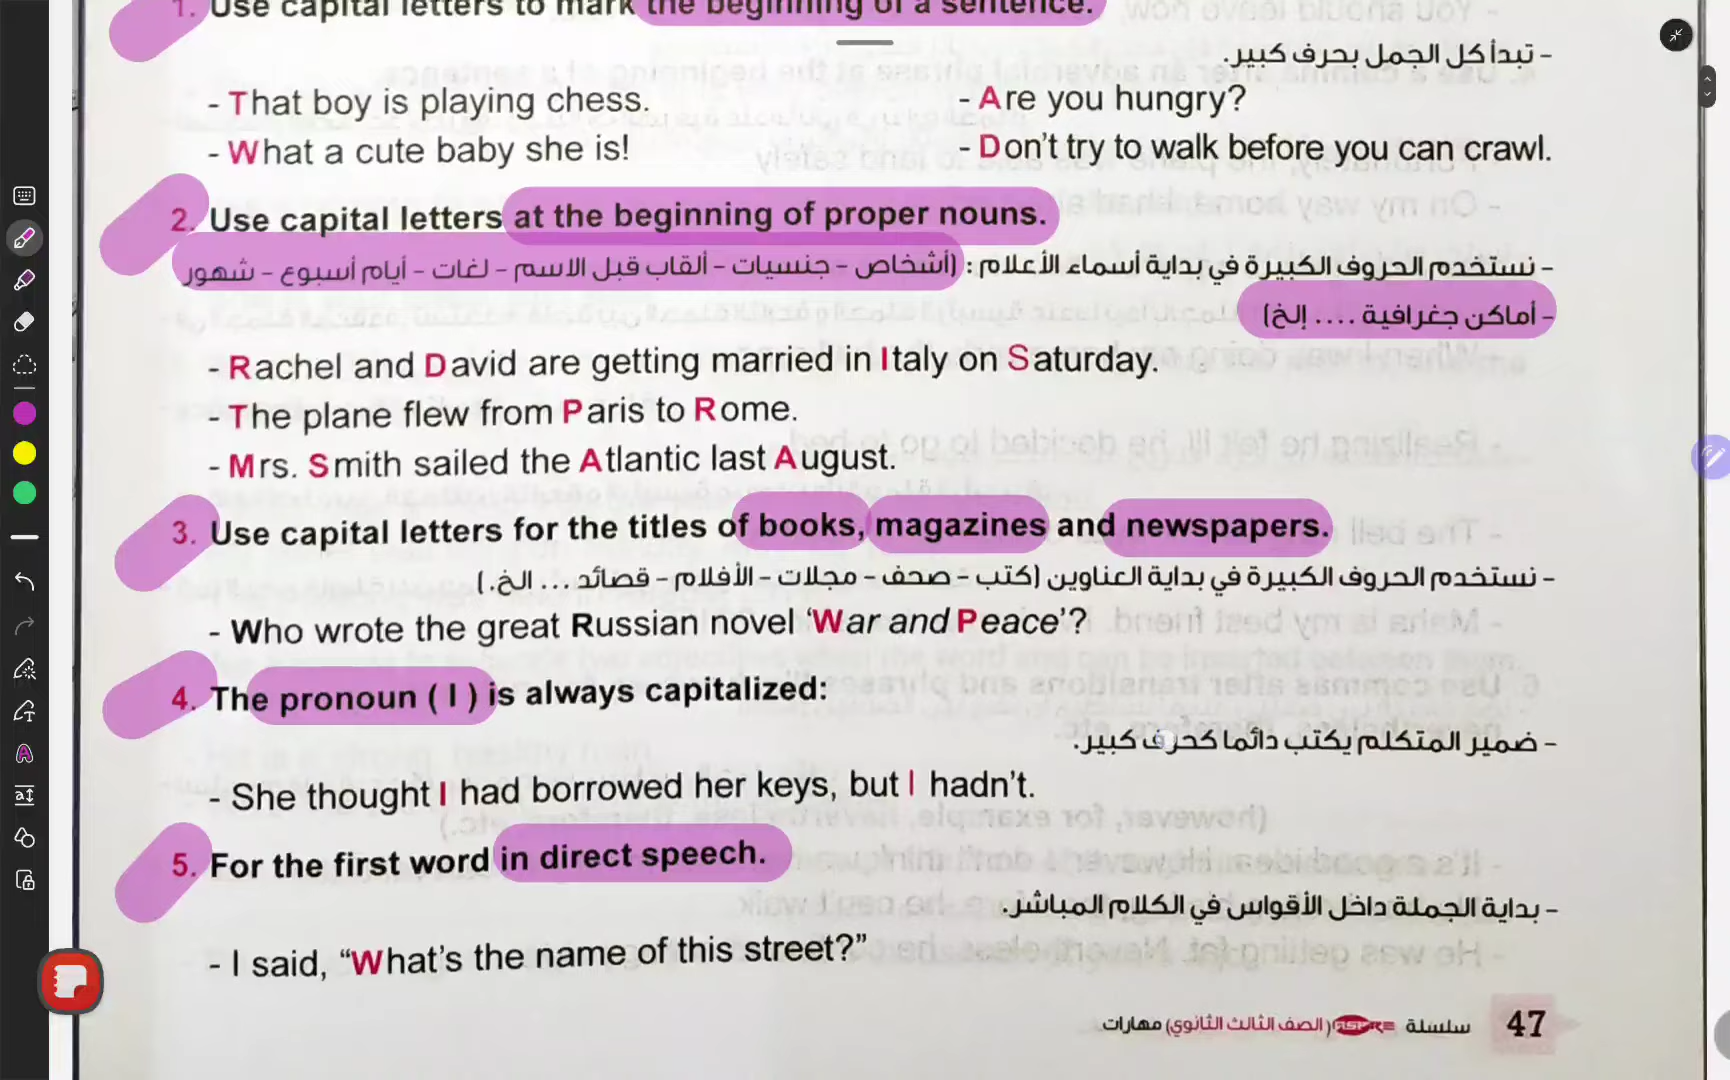 1. Use capital letters to mark the beginning of a sentence.
- تبدأ كل الجمل بحرف كبير.
- That boy is playing chess.
- Are you hungry?
- What a cute baby she is!
- Don't try to walk before you can crawl.
2. Use capital letters at the beginning of proper nouns.
- نستخدم الحروف الكبيرة في بداية أسماء الأعلام : (أشخاص - جنسيات - ألقاب قبل الاسم - لغات - أيام أسبوع - شهور
- أماكن جغرافية .... إلخ)
- Rachel and David are getting married in Italy on Saturday.
- The plane flew from Paris to Rome.
- Mrs. Smith sailed the Atlantic last August.
3. Use capital letters for the titles of books, magazines and newspapers.
- نستخدم الحروف الكبيرة في بداية العناوين (كتب - صحف - مجلات - الأفلام - قصائد.... الخ.)
- Who wrote the great Russian novel ‘War and Peace’?
4. The pronoun ( I ) is always capitalized:
- ضمير المتكلم يكتب دائما كحرف كبير.
- She thought I had borrowed her keys, but I hadn't.
5. For the first word in direct speech.
- بداية الجملة داخل الأقواس في الكلام المباشر.
- I said, “What's the name of this street?”
سلسلة ASPIRE (الصف الثالث الثانوي) مهارات 47